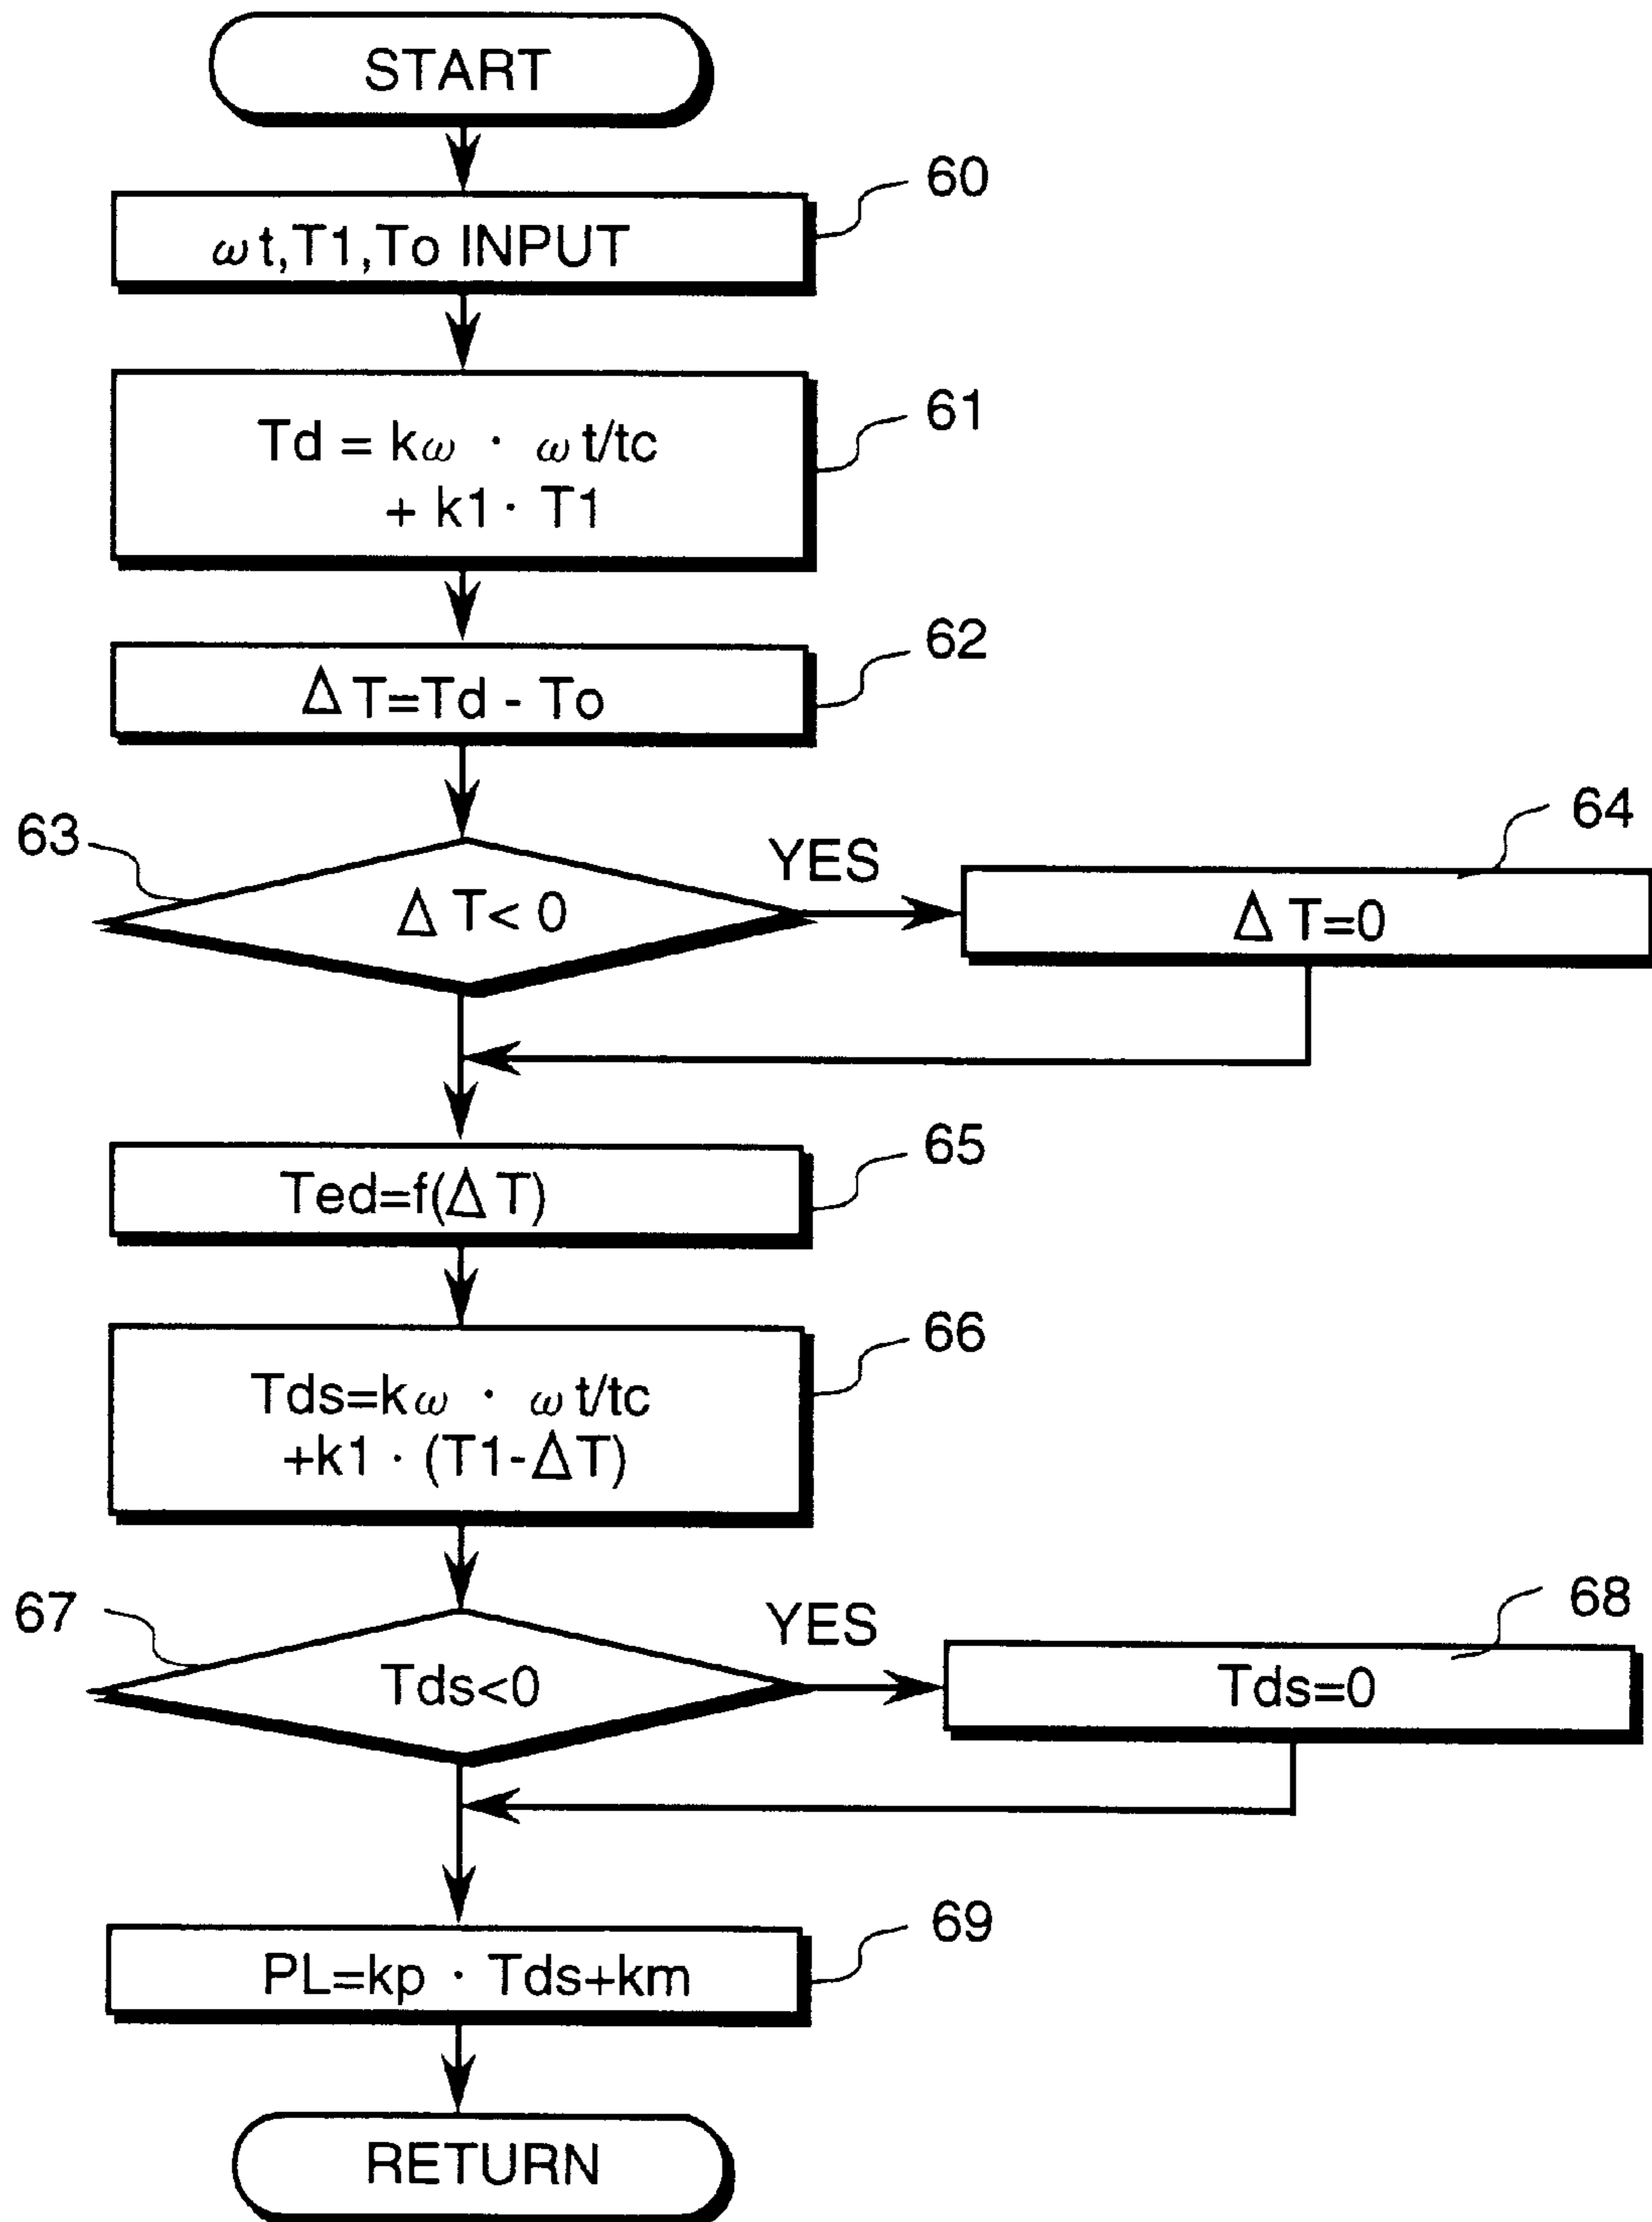 START
60
ωt,T1,To INPUT
61
Td = kω · ωt/tc
+ k1 · T1
62
ΔT=Td - To
63
ΔT< 0
YES
64
ΔT=0
65
Ted=f(ΔT)
66
Tds=kω · ωt/tc
+k1 · (T1-ΔT)
67
Tds<0
YES
68
Tds=0
69
PL=kp · Tds+km
RETURN